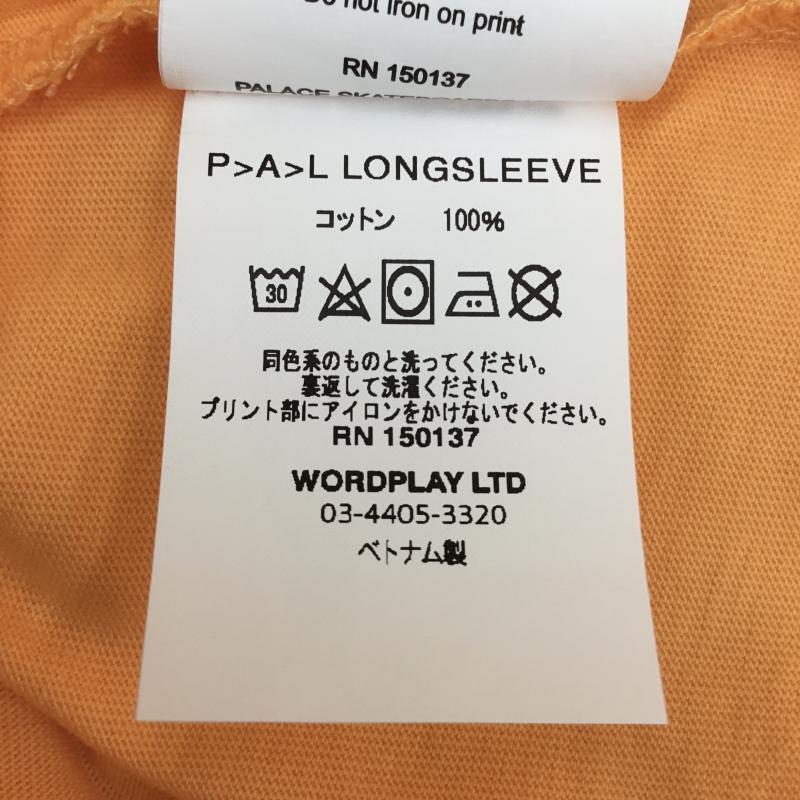 Do not iron on print
RN 150137
PALACE
P>A>L LONGSLEEVE
コットン 100%
30
同色系のものと洗ってください。
裏返して洗濯ください。
プリント部にアイロンをかけないでください。
RN 150137
WORDPLAY LTD
03-4405-3320
ベトナム製